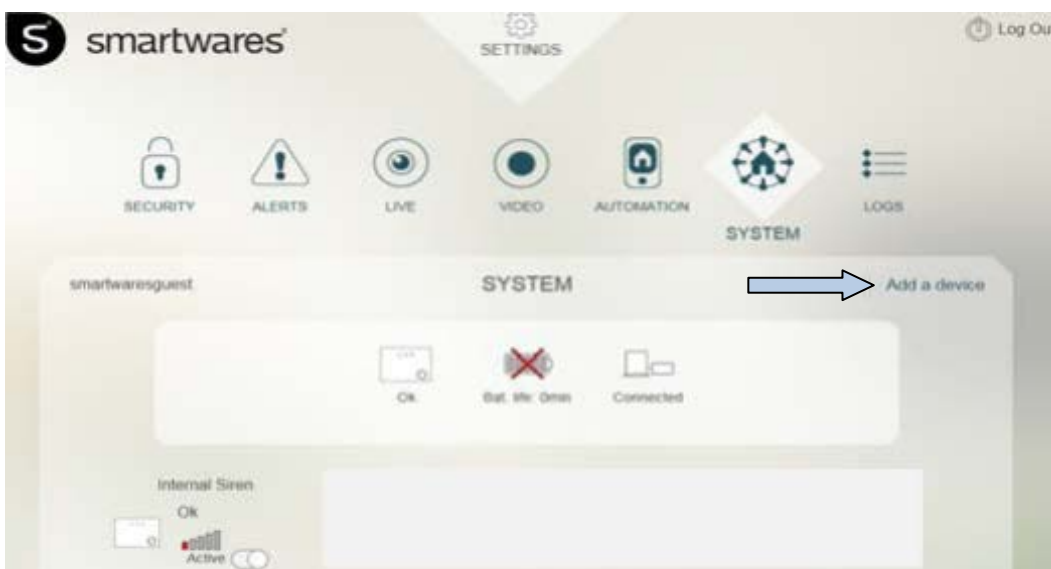 S smartwares
SETTINGS
Log Ou
SECURITY
ALERTS
LIVE
VIDEO
AUTOMATION
SYSTEM
LOGS
smartwaresguest
SYSTEM
Add a device
Ok
Bat. life: 0min
Connected
Internal Siren
Ok
Active